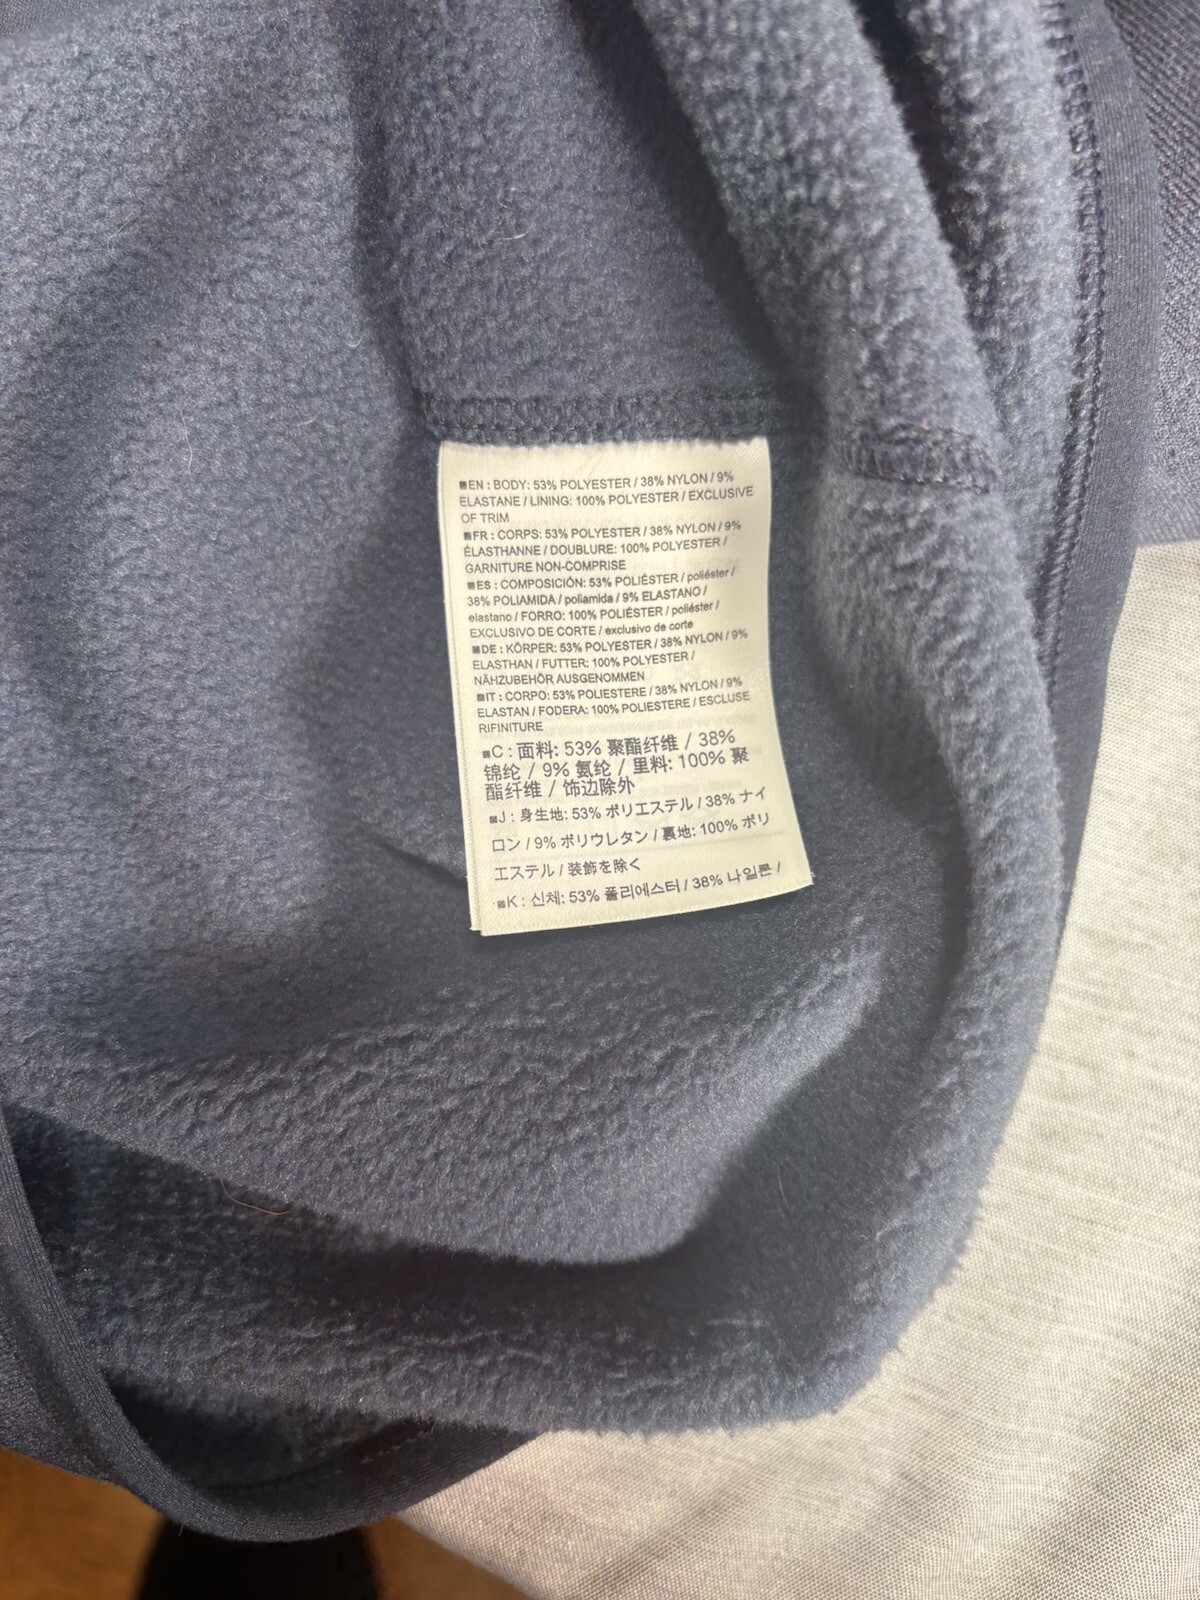 ■EN : BODY: 53% POLYESTER / 38% NYLON / 9%
ELASTANE / LINING: 100% POLYESTER / EXCLUSIVE
OF TRIM
■FR : CORPS: 53% POLYESTER / 38% NYLON / 9%
ÉLASTHANNE / DOUBLURE: 100% POLYESTER /
GARNITURE NON-COMPRISE
■ES : COMPOSICIÓN: 53% POLIÉSTER / poliéster /
38% POLIAMIDA / poliamida / 9% ELASTANO /
elastano / FORRO: 100% POLIÉSTER / poliéster /
EXCLUSIVO DE CORTE / exclusivo de corte
■DE : KÖRPER: 53% POLYESTER / 38% NYLON / 9%
ELASTHAN / FUTTER: 100% POLYESTER /
NÄHZUBEHÖR AUSGENOMMEN
■IT : CORPO: 53% POLIESTERE / 38% NYLON / 9%
ELASTAN / FODERA: 100% POLIESTERE / ESCLUSE
RIFINITURE
■C : 面料: 53% 聚酯纤维 / 38%
锦纶 / 9% 氨纶 / 里料: 100% 聚
酯纤维 / 饰边除外
■J : 身生地: 53% ポリエステル / 38% ナイ
ロン / 9% ポリウレタン / 裏地: 100% ポリ
エステル / 装飾を除く
■K : 신체: 53% 폴리에스터 / 38% 나일론 /